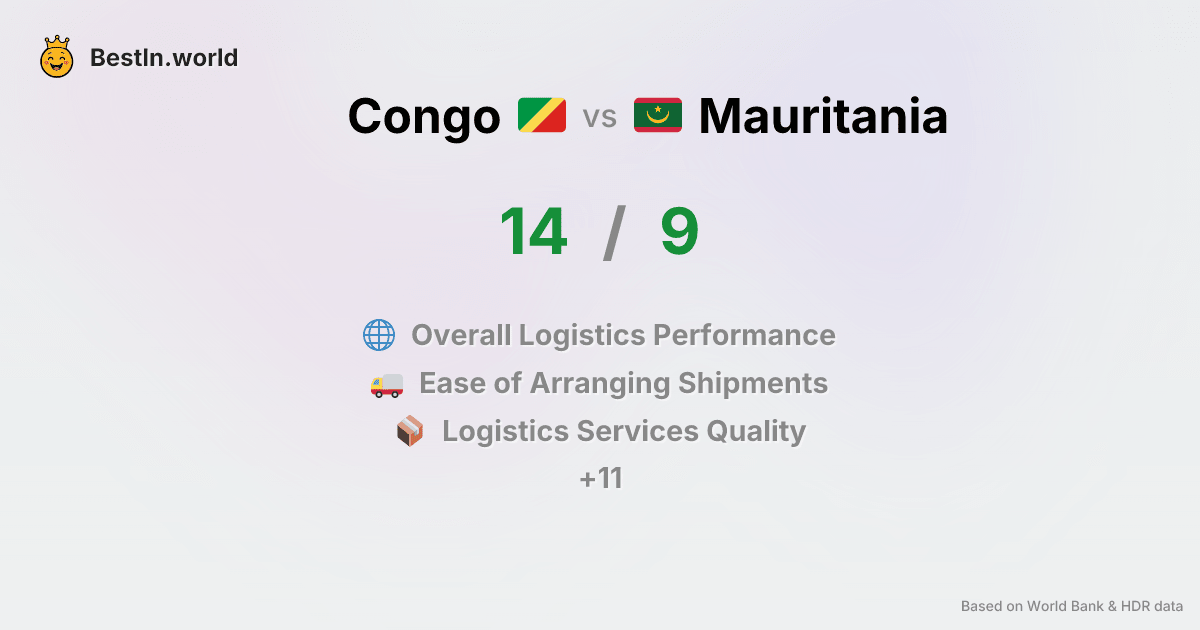 BestIn.world
Congo vs Mauritania
14 / 9
Overall Logistics Performance
Ease of Arranging Shipments
Logistics Services Quality
+11
Based on World Bank & HDR data